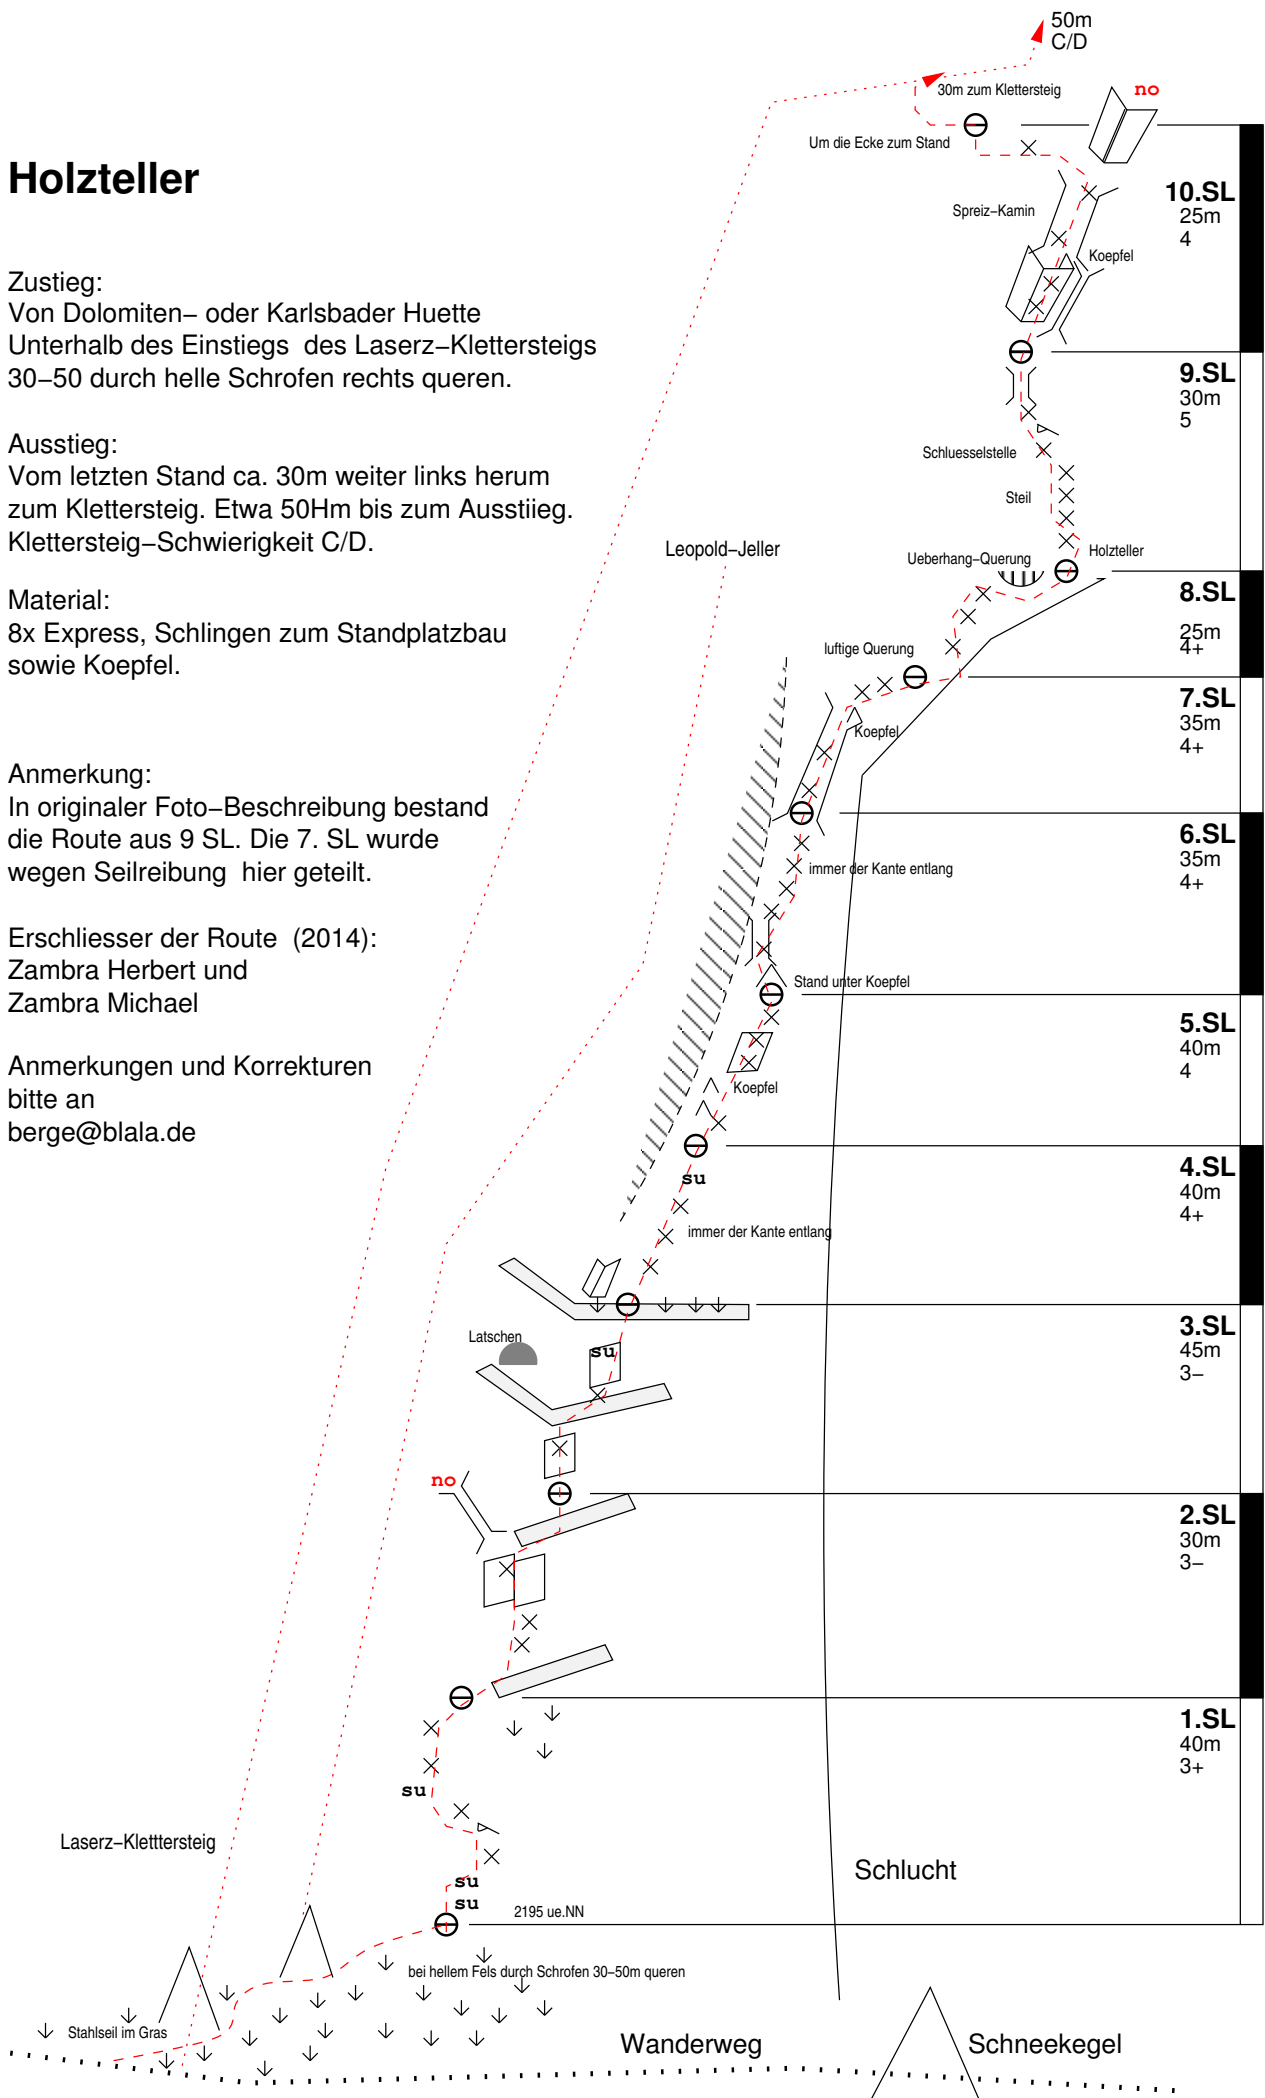 50m
C/D
30m zum Klettersteig
no
Um die Ecke zum Stand
Holzteller
10.SL
25m
4
Spreiz–Kamin
Koepfel
Zustieg:
Von Dolomiten– oder Karlsbader Huette
Unterhalb des Einstiegs des Laserz–Klettersteigs
30–50 durch helle Schrofen rechts queren.
9.SL
30m
5
Ausstieg:
Vom letzten Stand ca. 30m weiter links herum
zum Klettersteig. Etwa 50Hm bis zum Ausstiieg.
Klettersteig–Schwierigkeit C/D.
Schluesselstelle
Steil
Leopold–Jeller
Ueberhang–Querung
Holzteller
Material:
8x Express, Schlingen zum Standplatzbau
sowie Koepfel.
8.SL
25m
4+
luftige Querung
7.SL
35m
4+
Koepfel
Anmerkung:
In originaler Foto–Beschreibung bestand
die Route aus 9 SL. Die 7. SL wurde
wegen Seilreibung hier geteilt.
6.SL
35m
4+
immer der Kante entlang
Erschliesser der Route (2014):
Zambra Herbert und
Zambra Michael
Stand unter Koepfel
5.SL
40m
4
Koepfel
Anmerkungen und Korrekturen
bitte an
berge@blala.de
4.SL
40m
4+
su
immer der Kante entlang
3.SL
45m
3–
Latschen
su
no
2.SL
30m
3–
1.SL
40m
3+
su
Laserz–Kletttersteig
Schlucht
su
su
2195 ue.NN
bei hellem Fels durch Schrofen 30–50m queren
Stahlseil im Gras
Wanderweg
Schneekegel